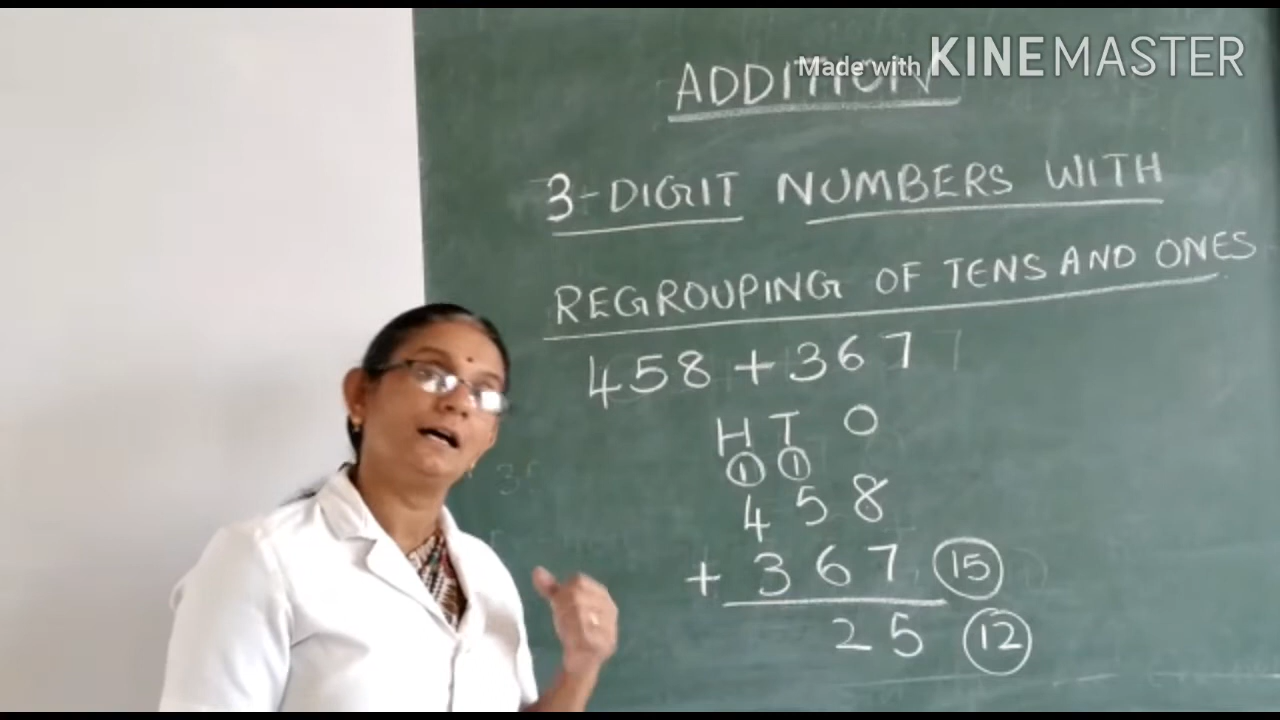 Made with KINEMASTER
ADDITION
3-DIGIT NUMBERS WITH
REGROUPING OF TENS AND ONES
458 + 367
H T O
1 1
4 5 8
+ 3 6 7 15
2 5 12